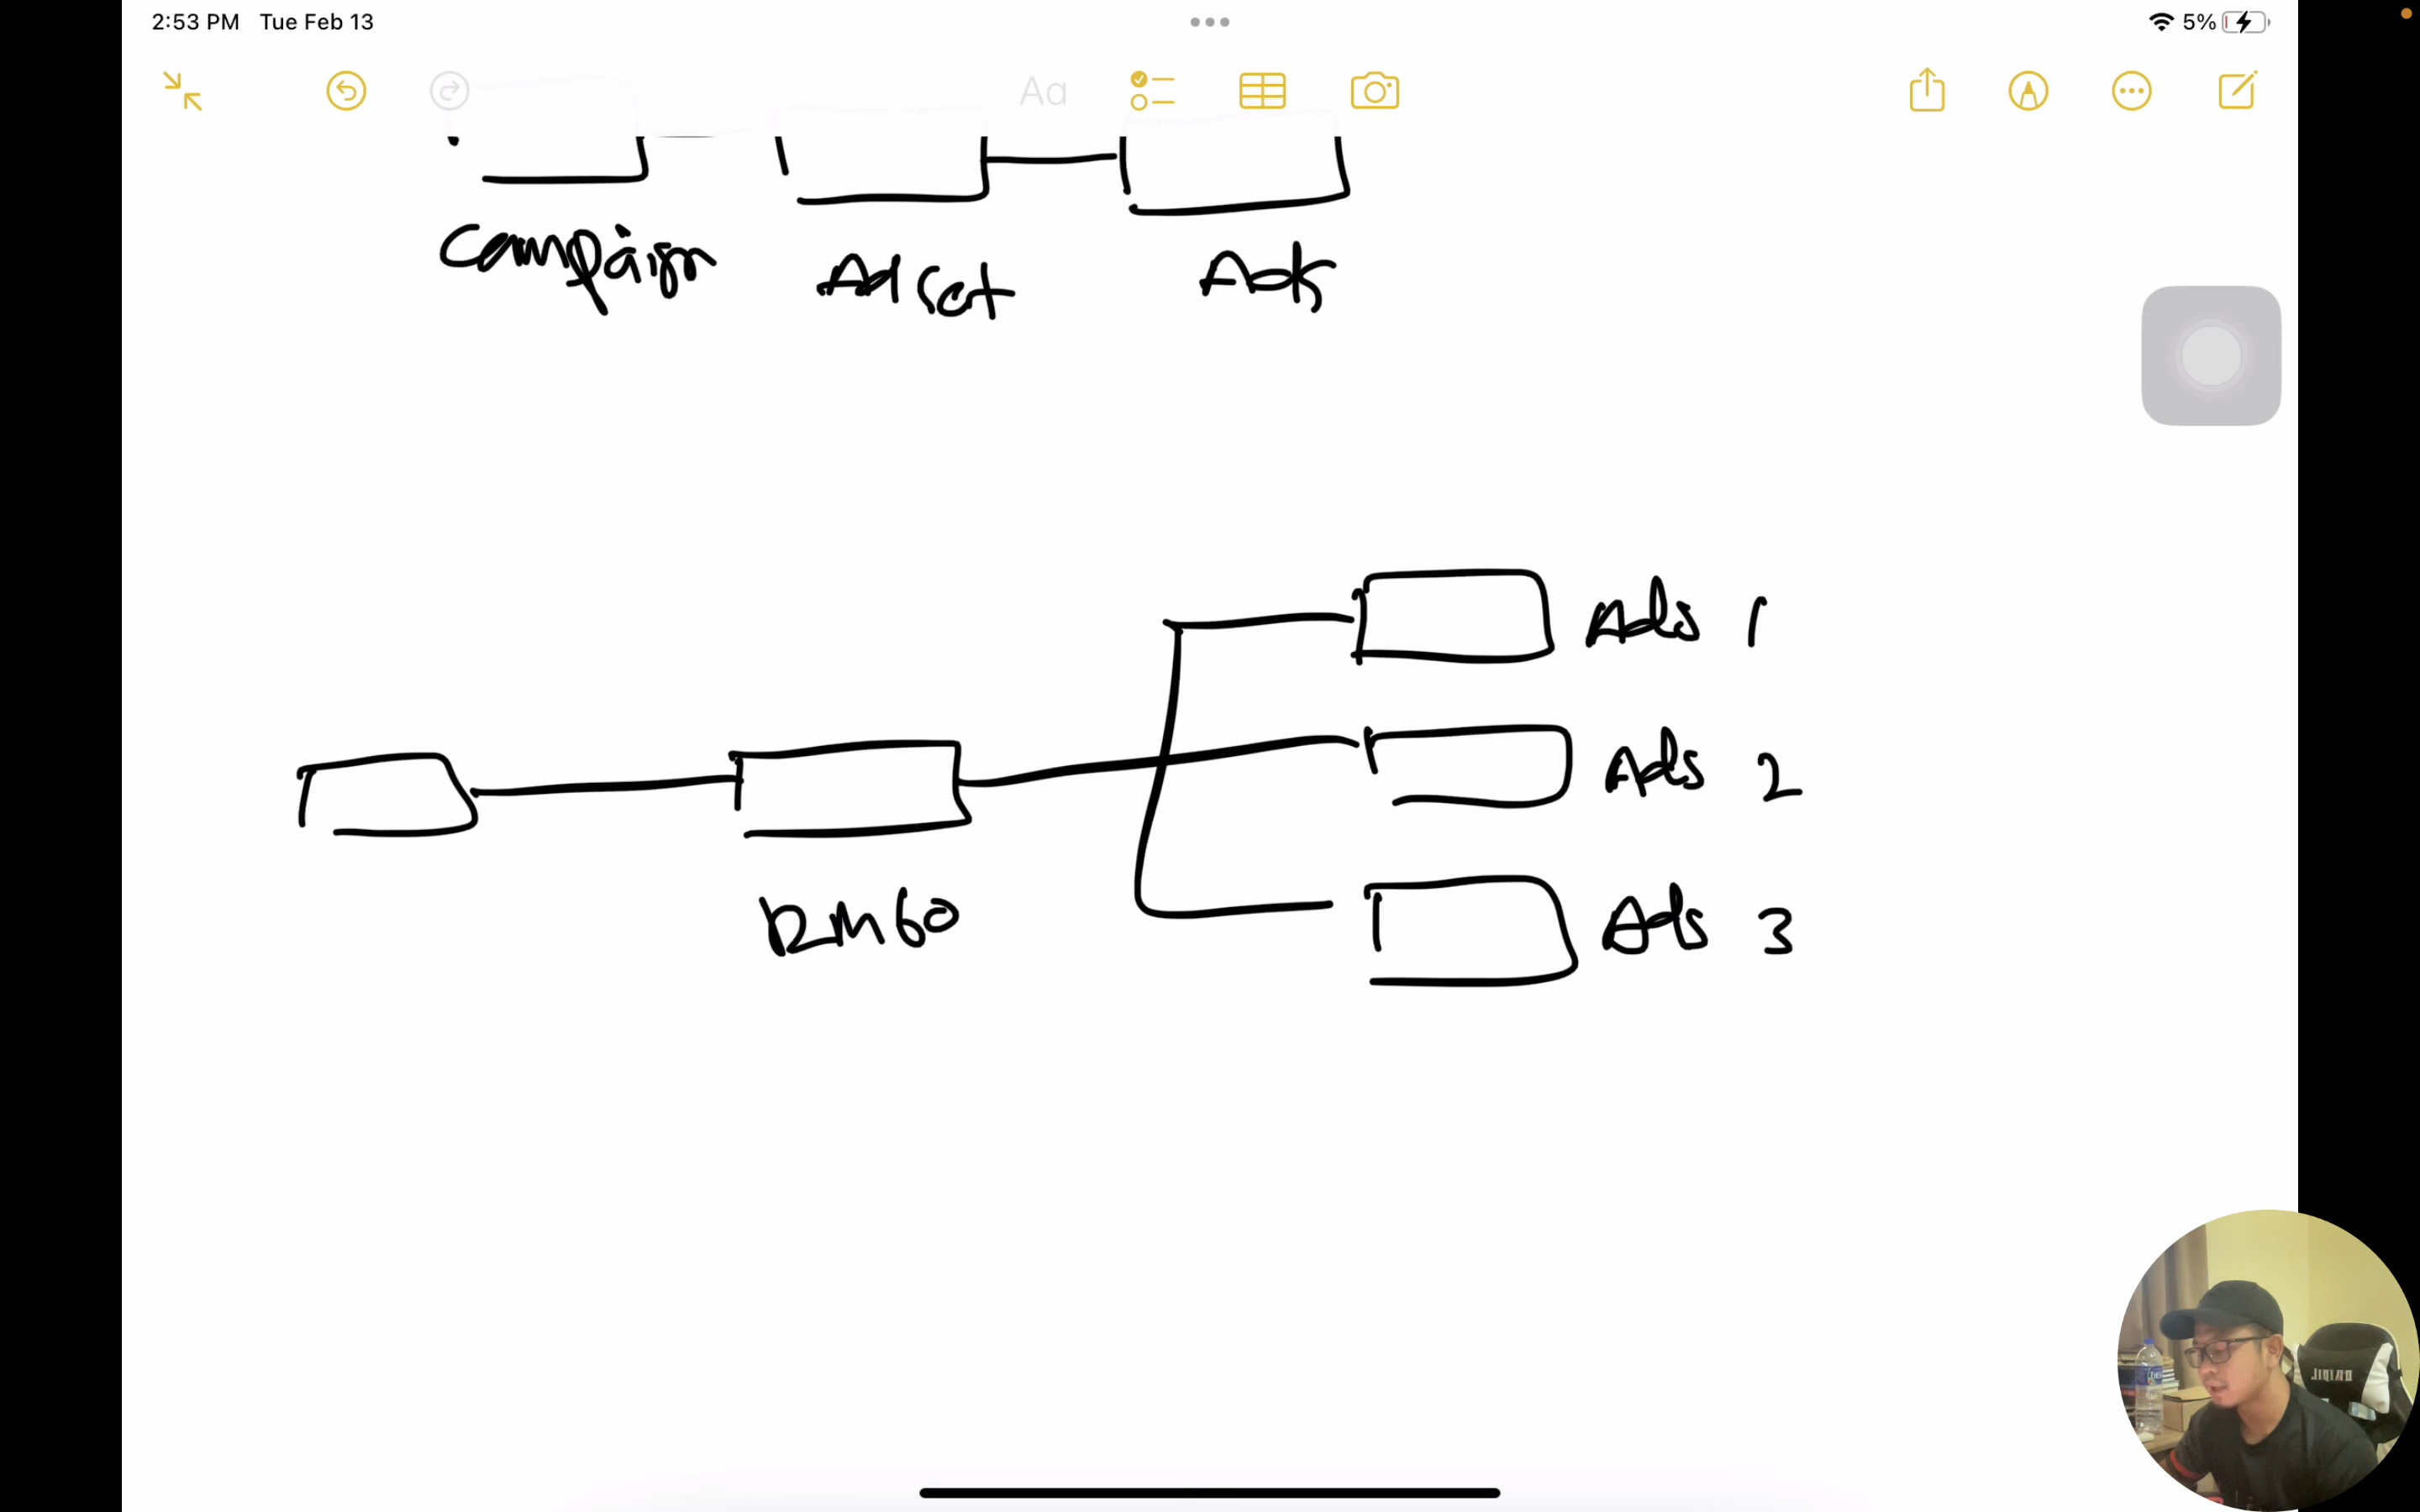 2:53 PM Tue Feb 13
5%
Aa
Campaign
Ad set
Ads
Ads 1
Ads 2
RM60
Ads 3